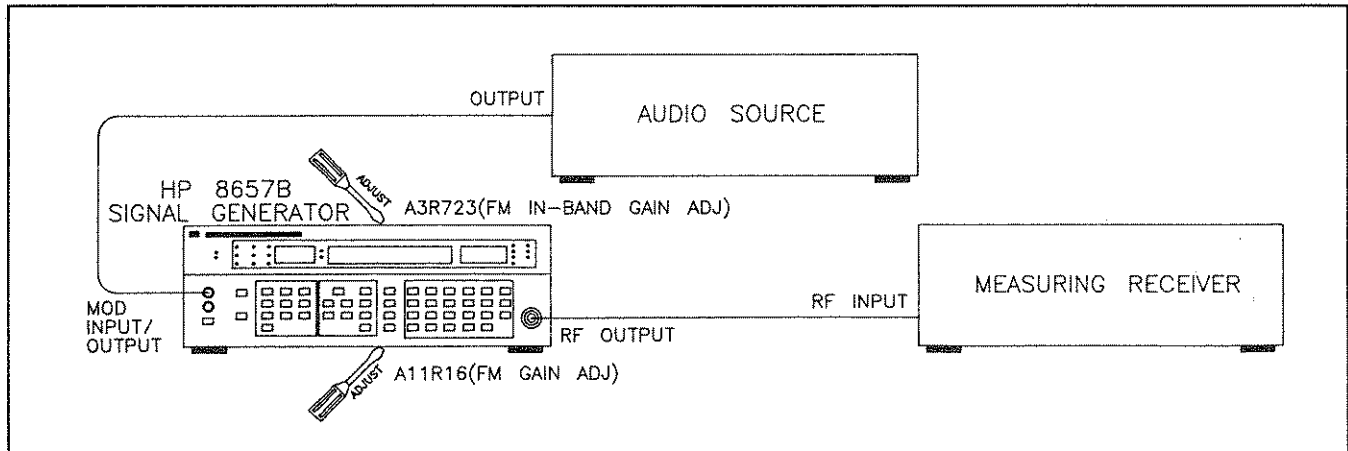 OUTPUT
AUDIO SOURCE
HP 8657B
SIGNAL GENERATOR
ADJUST
A3R723(FM IN-BAND GAIN ADJ)
MEASURING RECEIVER
RF INPUT
MOD
INPUT/
OUTPUT
RF OUTPUT
ADJUST
A11R16(FM GAIN ADJ)